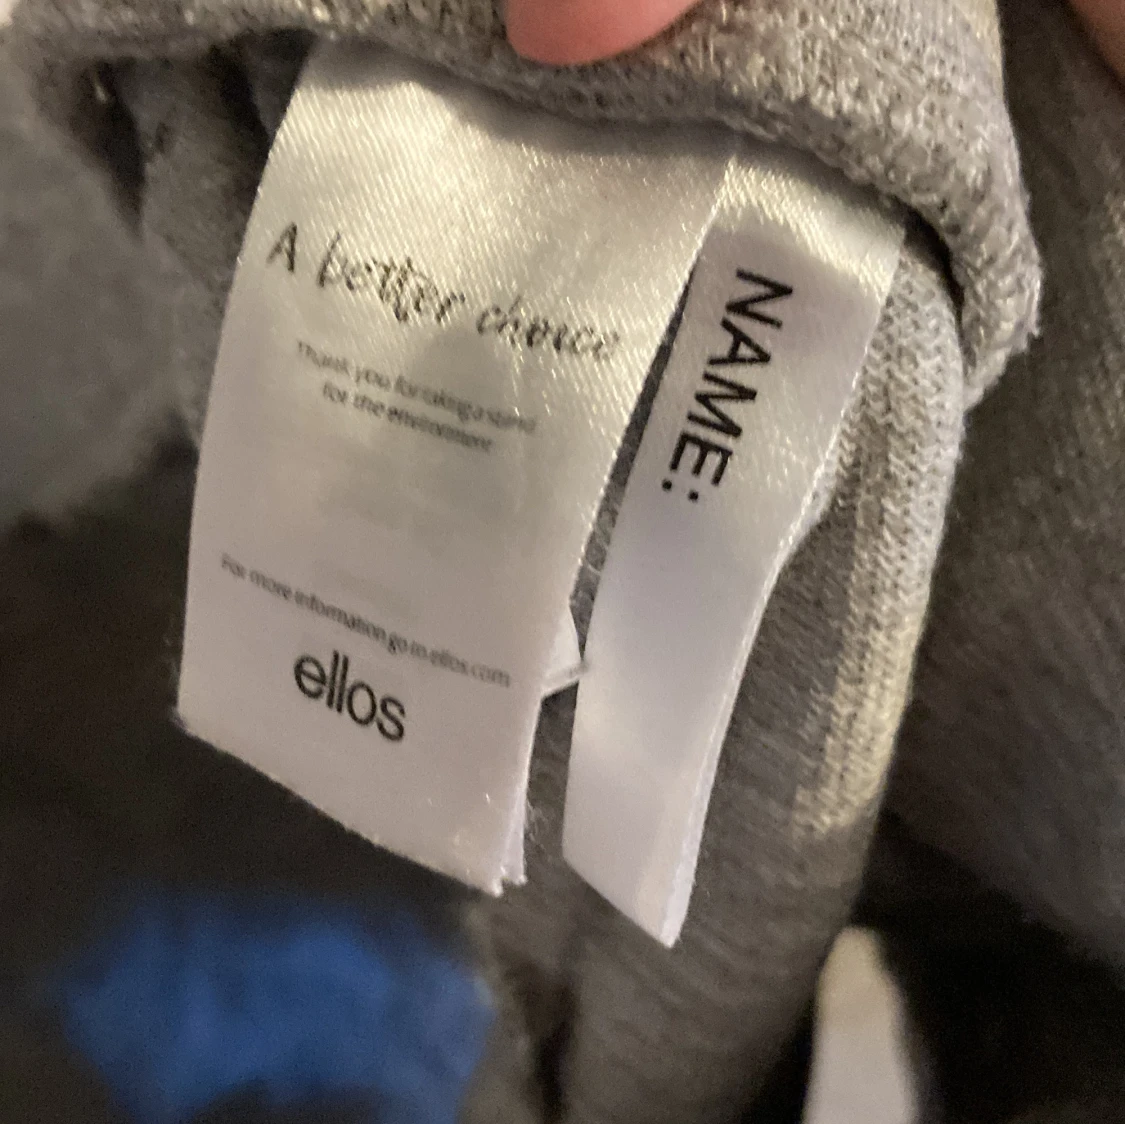 A better choice
Thank you for taking a stand
for the environment
For more information go to ellos.com
ellos
NAME: